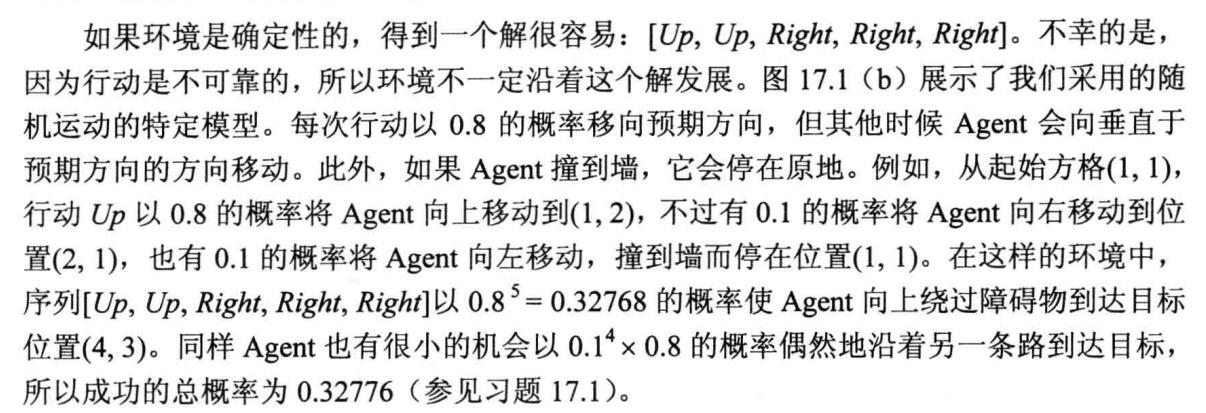 如果环境是确定性的，得到一个解很容易：[Up, Up, Right, Right, Right]。不幸的是，
因为行动是不可靠的，所以环境不一定沿着这个解发展。图 17.1（b）展示了我们采用的随
机运动的特定模型。每次行动以 0.8 的概率移向预期方向，但其他时候 Agent 会向垂直于
预期方向的方向移动。此外，如果 Agent 撞到墙，它会停在原地。例如，从起始方格(1, 1)，
行动 Up 以 0.8 的概率将 Agent 向上移动到(1, 2)，不过有 0.1 的概率将 Agent 向右移动到位
置(2, 1)，也有 0.1 的概率将 Agent 向左移动，撞到墙而停在位置(1, 1)。在这样的环境中，
序列[Up, Up, Right, Right, Right]以 0.8⁵ = 0.32768 的概率使 Agent 向上绕过障碍物到达目标
位置(4, 3)。同样 Agent 也有很小的机会以 0.1⁴ × 0.8 的概率偶然地沿着另一条路到达目标，
所以成功的总概率为 0.32776（参见习题 17.1）。